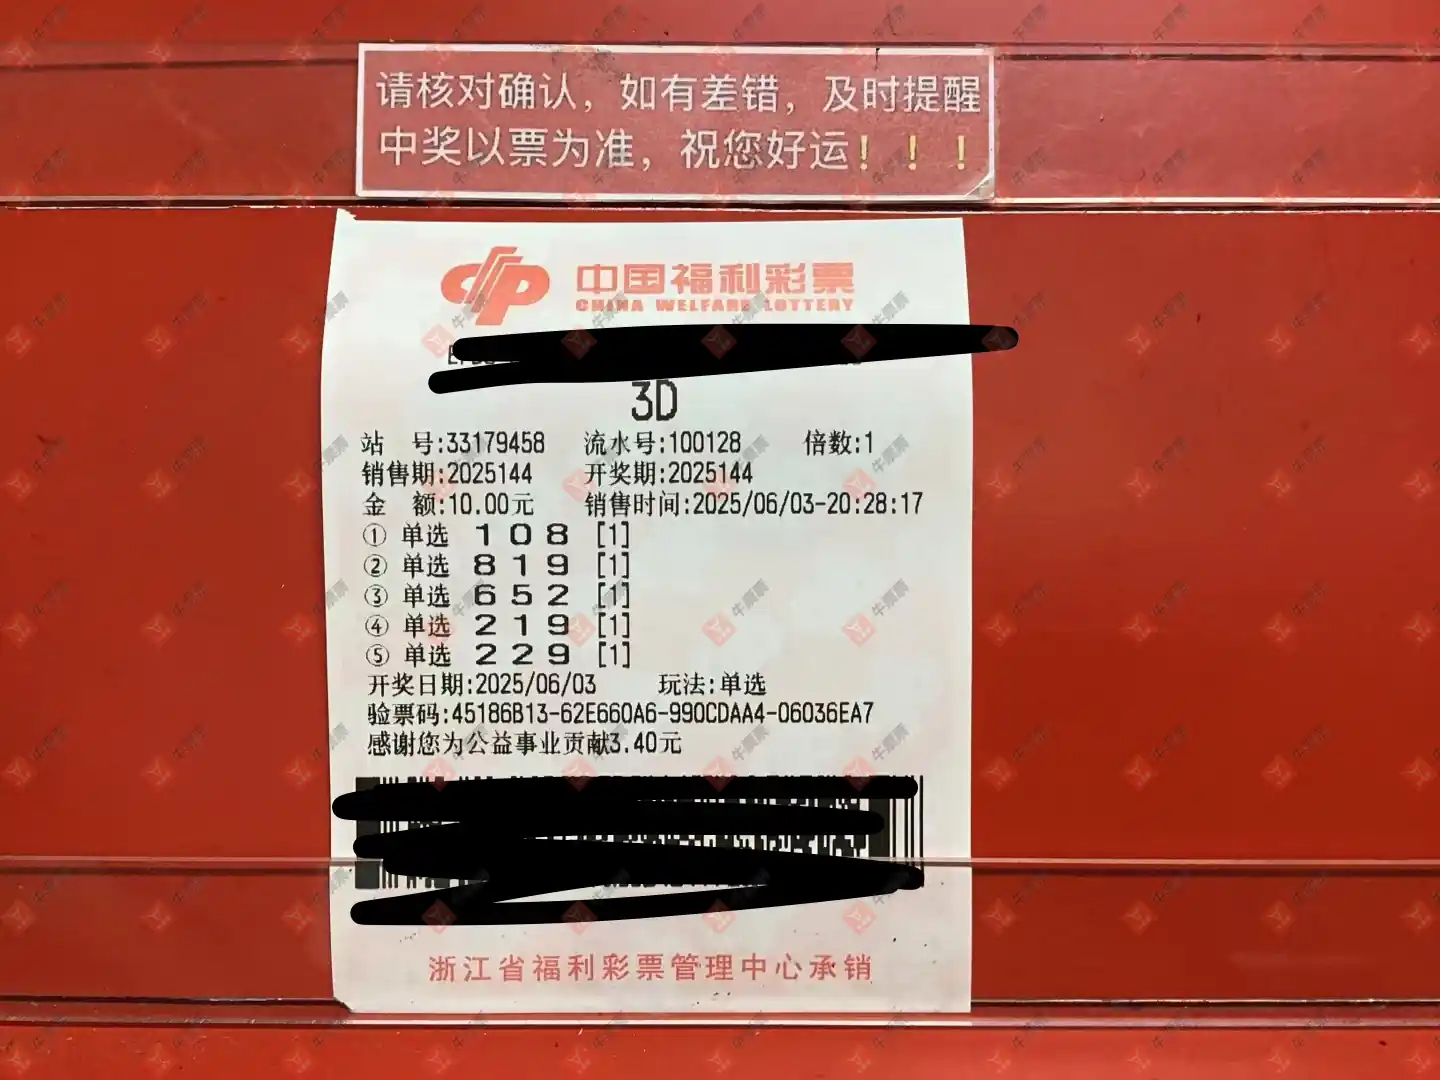 请核对确认，如有差错，及时提醒
中奖以票为准，祝您好运！！！
中国福利彩票
CHINA WELFARE LOTTERY
3D
站 号:33179458 流水号:100128 倍数:1
销售期:2025144 开奖期:2025144
金 额:10.00元 销售时间:2025/06/03-20:28:17
① 单选 1 0 8 [1]
② 单选 8 1 9 [1]
③ 单选 6 5 2 [1]
④ 单选 2 1 9 [1]
⑤ 单选 2 2 9 [1]
开奖日期:2025/06/03 玩法:单选
验票码:45186B13-62E660A6-990CDAA4-06036EA7
感谢您为公益事业贡献3.40元
浙江省福利彩票管理中心承销
牛票票